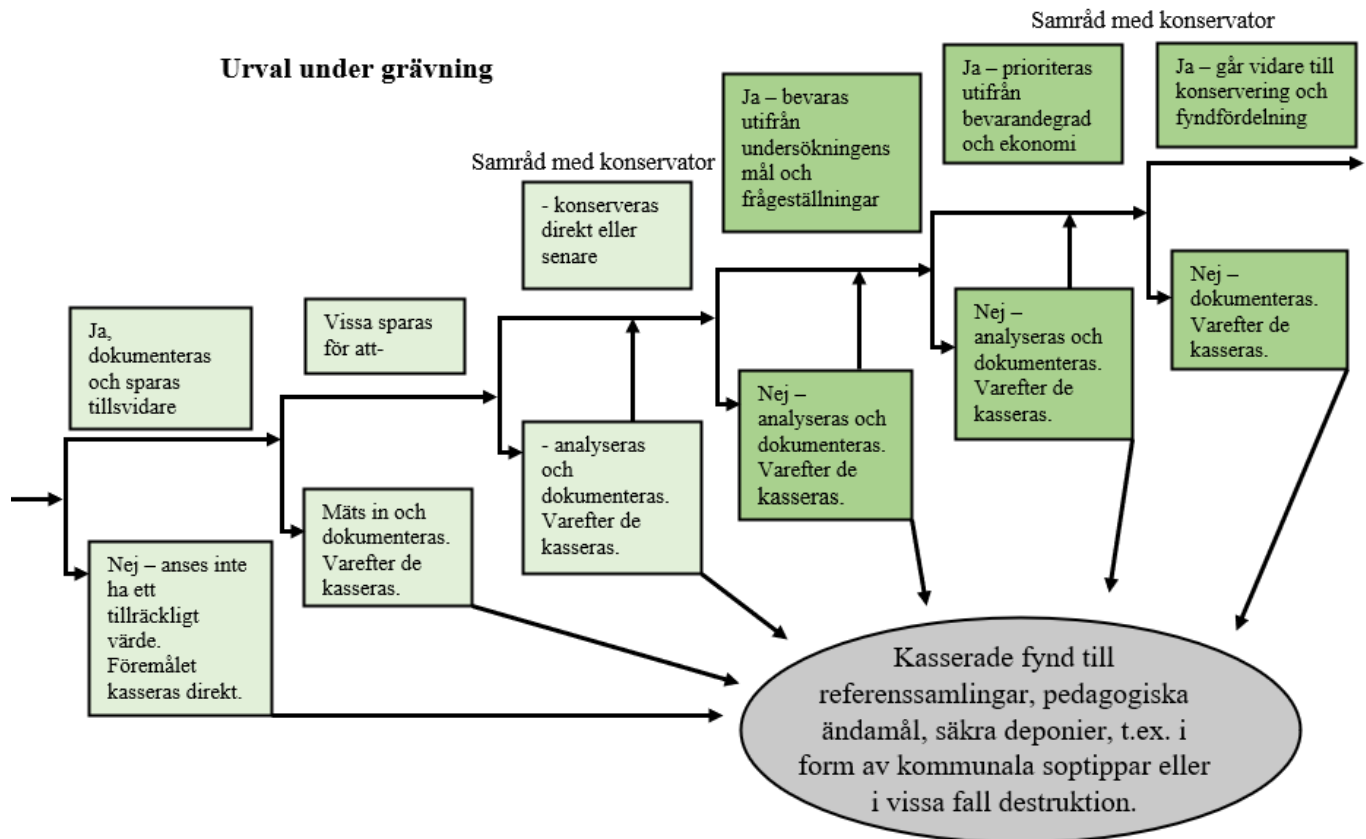 Urval under grävning
Samråd med konservator
Ja – går vidare till
konservering och
fyndfördelning
Ja – prioriteras
utifrån
bevarandegrad
och ekonomi
Ja – bevaras
utifrån
undersökningens
mål och
frågeställningar
Samråd med konservator
- konserveras
direkt eller
senare
Vissa sparas
för att-
Ja,
dokumenteras
och sparas
tillsvidare
Nej – anses inte
ha ett
tillräckligt
värde.
Föremålet
kasseras direkt.
Mäts in och
dokumenteras.
Varefter de
kasseras.
- analyseras
och
dokumenteras.
Varefter de
kasseras.
Nej –
analyseras och
dokumenteras.
Varefter de
kasseras.
Nej –
analyseras och
dokumenteras.
Varefter de
kasseras.
Nej –
dokumenteras.
Varefter de
kasseras.
Kasserade fynd till
referenssamlingar, pedagogiska
ändamål, säkra deponier, t.ex. i
form av kommunala soptippar eller
i vissa fall destruktion.